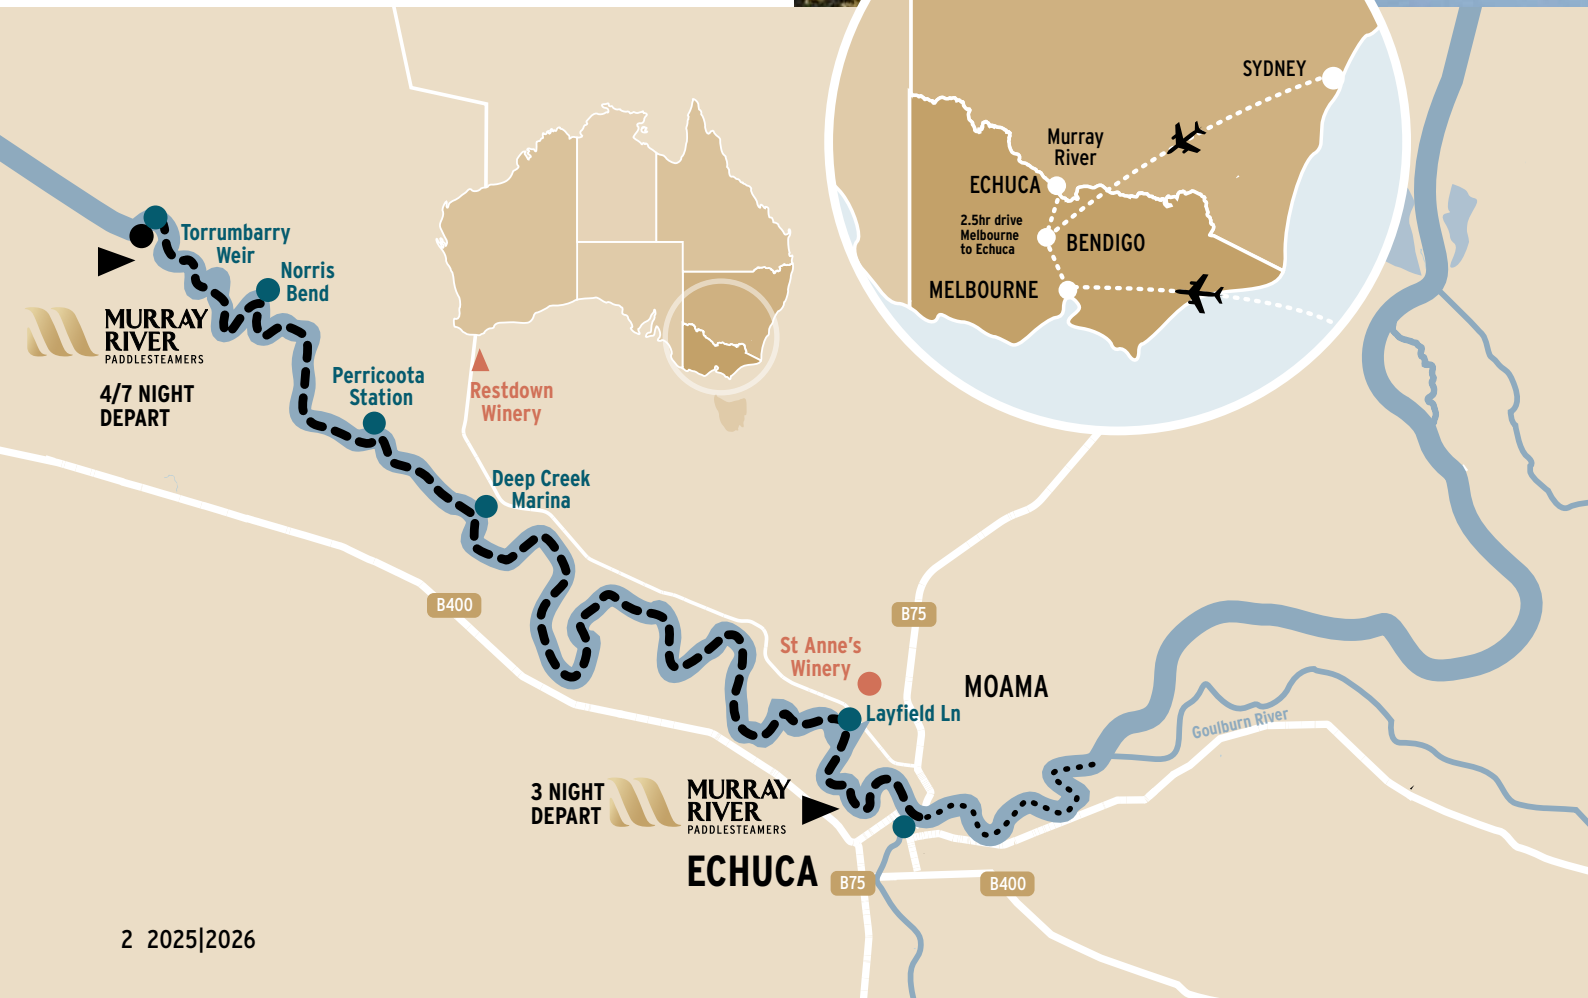 SYDNEY
Murray
River
ECHUCA
2.5hr drive
Melbourne
to Echuca
BENDIGO
MELBOURNE
Torrumbarry
Weir
Norris
Bend
MURRAY
RIVER
PADDLESTEAMERS
4/7 NIGHT
DEPART
Perricoota
Station
Restdown
Winery
Deep Creek
Marina
B400
B75
St Anne's
Winery
MOAMA
Layfield Ln
Goulburn River
3 NIGHT
DEPART
MURRAY
RIVER
PADDLESTEAMERS
ECHUCA
B75
B400
2 2025|2026